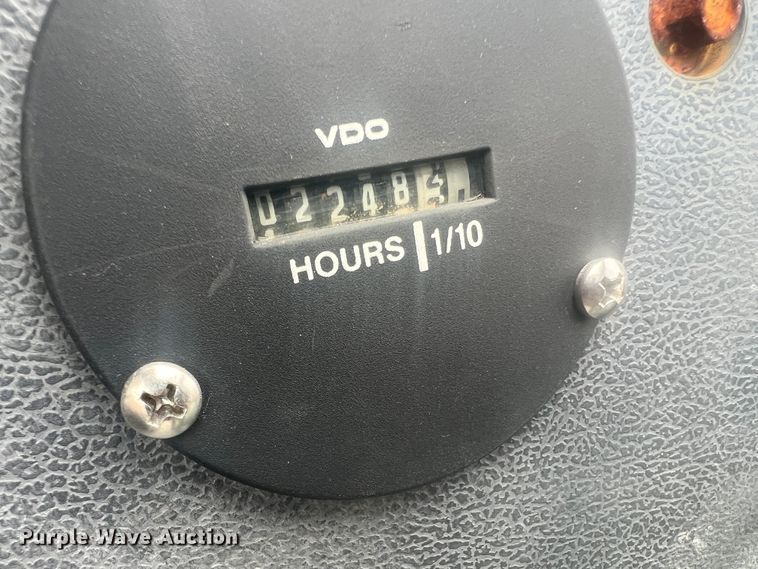 VDO
02248
HOURS 1/10
Purple Wave Auction